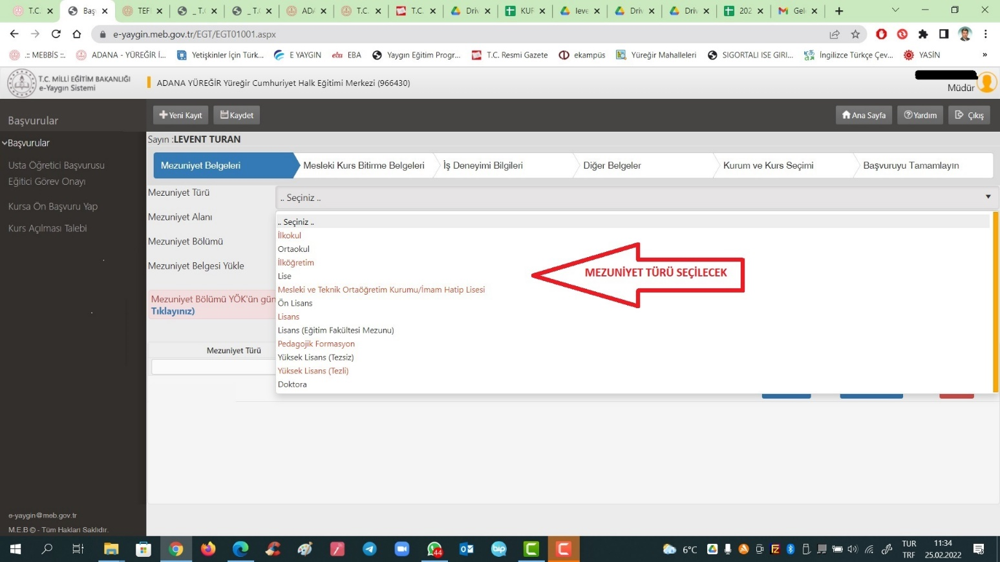 T.C.
Baş
TEF
_ T.(
_ T.(
AD/
T.C.
T.C.
Driv
KUF
leve
Driv
Driv
202
Gel
e-yaygin.meb.gov.tr/EGT/EGT01001.aspx
.:: MEBBİS ::.
ADANA - YÜREĞİR İ...
Yetişkinler İçin Türk...
E YAYGIN
eba EBA
Yaygın Eğitim Progr...
T.C. Resmi Gazete
ekampüs
Yüreğir Mahalleleri
SIGORTALI ISE GIRI...
İngilizce Türkçe Çev...
YASİN
»
T.C. MİLLİ EĞİTİM BAKANLIĞI
e-Yaygın Sistemi
ADANA YÜREĞİR Yüreğir Cumhuriyet Halk Eğitimi Merkezi (966430)
Müdür
Başvurular
Yeni Kayıt
Kaydet
Ana Sayfa
Yardım
Çıkış
Başvurular
Usta Öğretici Başvurusu
Eğitici Görev Onayı
Kursa Ön Başvuru Yap
Kurs Açılması Talebi
Sayın :LEVENT TURAN
Mezuniyet Belgeleri
Mesleki Kurs Bitirme Belgeleri
İş Deneyimi Bilgileri
Diğer Belgeler
Kurum ve Kurs Seçimi
Başvuruyu Tamamlayın
Mezuniyet Türü
.. Seçiniz ..
Mezuniyet Alanı
Mezuniyet Bölümü
Mezuniyet Belgesi Yükle
.. Seçiniz ..
İlkokul
Ortaokul
İlköğretim
Lise
Mesleki ve Teknik Ortaöğretim Kurumu/İmam Hatip Lisesi
Ön Lisans
Lisans
Lisans (Eğitim Fakültesi Mezunu)
Pedagojik Formasyon
Yüksek Lisans (Tezsiz)
Yüksek Lisans (Tezli)
Doktora
MEZUNİYET TÜRÜ SEÇİLECEK
Mezuniyet Bölümü YÖK'ün gün
Tıklayınız)
Mezuniyet Türü
e-yaygin@meb.gov.tr
M.E.B © - Tüm Hakları Saklıdır.
44
bip
6°C
TUR
TRF
11:34
25.02.2022